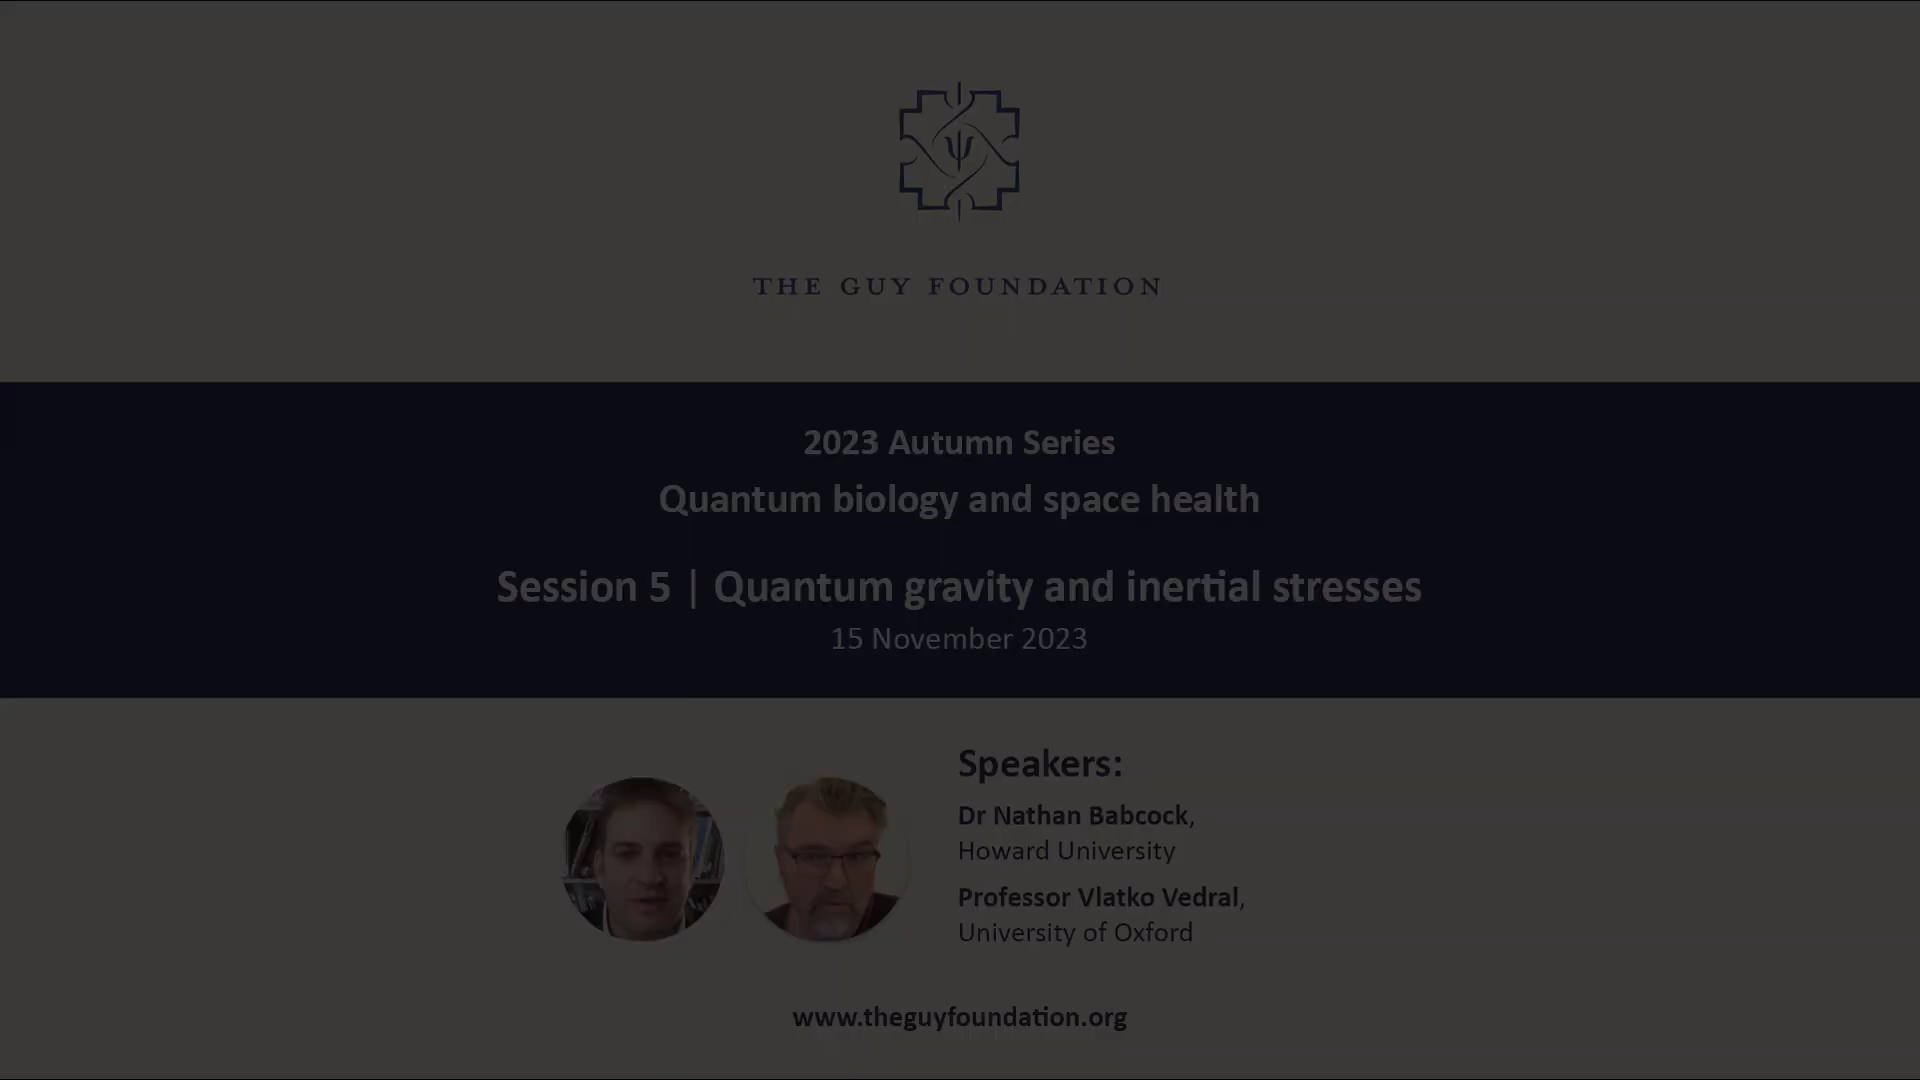 THE GUY FOUNDATION
2023 Autumn Series
Quantum biology and space health
Session 5 | Quantum gravity and inertial stresses
15 November 2023
Speakers:
Dr Nathan Babcock,
Howard University
Professor Vlatko Vedral,
University of Oxford
www.theguyfoundation.org